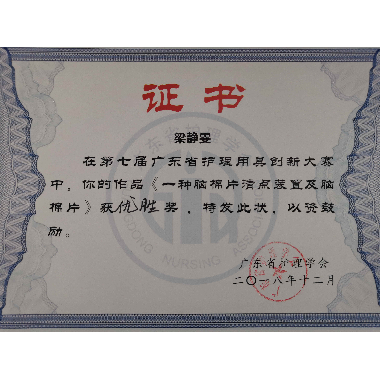 证书
梁静雯
在第七届广东省护理用具创新大赛
中,你的作品《一种脑棉片清点装置及脑
棉片》获优胜奖,特发此状,以资鼓
励。
广东省护理学会
二〇一八年十二月